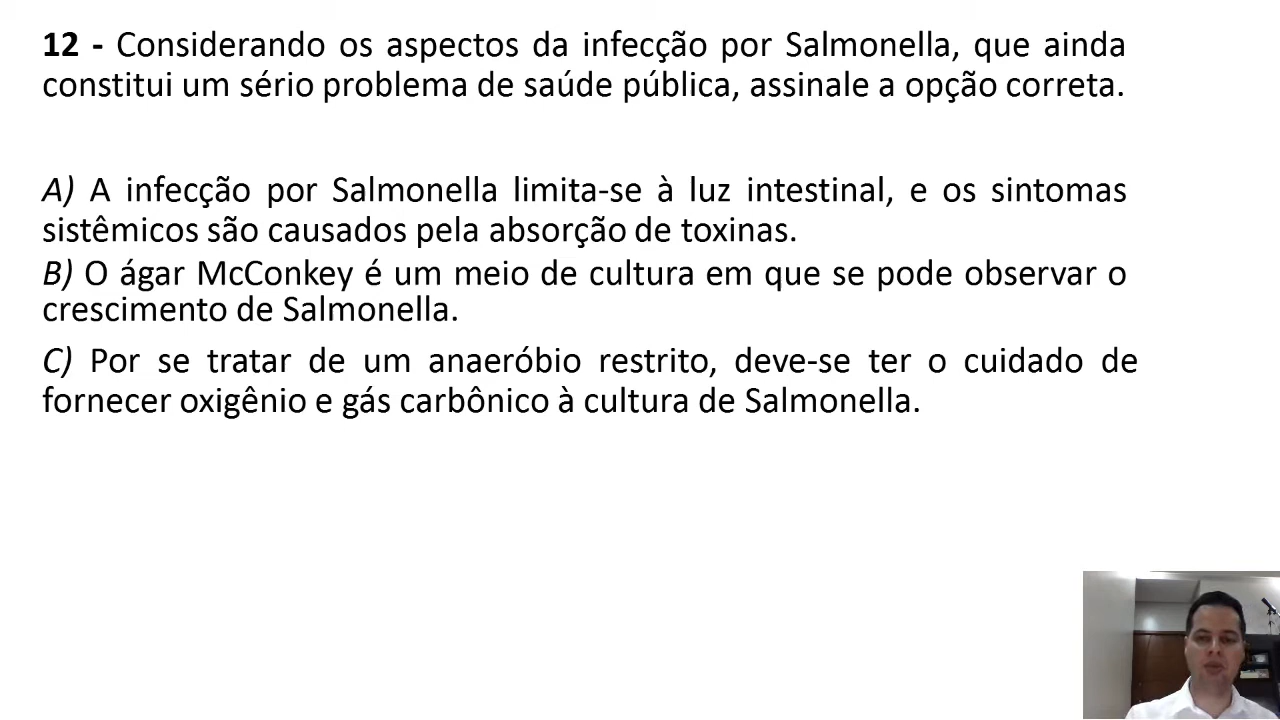 12 - Considerando os aspectos da infecção por Salmonella, que ainda
constitui um sério problema de saúde pública, assinale a opção correta.
A) A infecção por Salmonella limita-se à luz intestinal, e os sintomas
sistêmicos são causados pela absorção de toxinas.
B) O ágar McConkey é um meio de cultura em que se pode observar o
crescimento de Salmonella.
C) Por se tratar de um anaeróbio restrito, deve-se ter o cuidado de
fornecer oxigênio e gás carbônico à cultura de Salmonella.